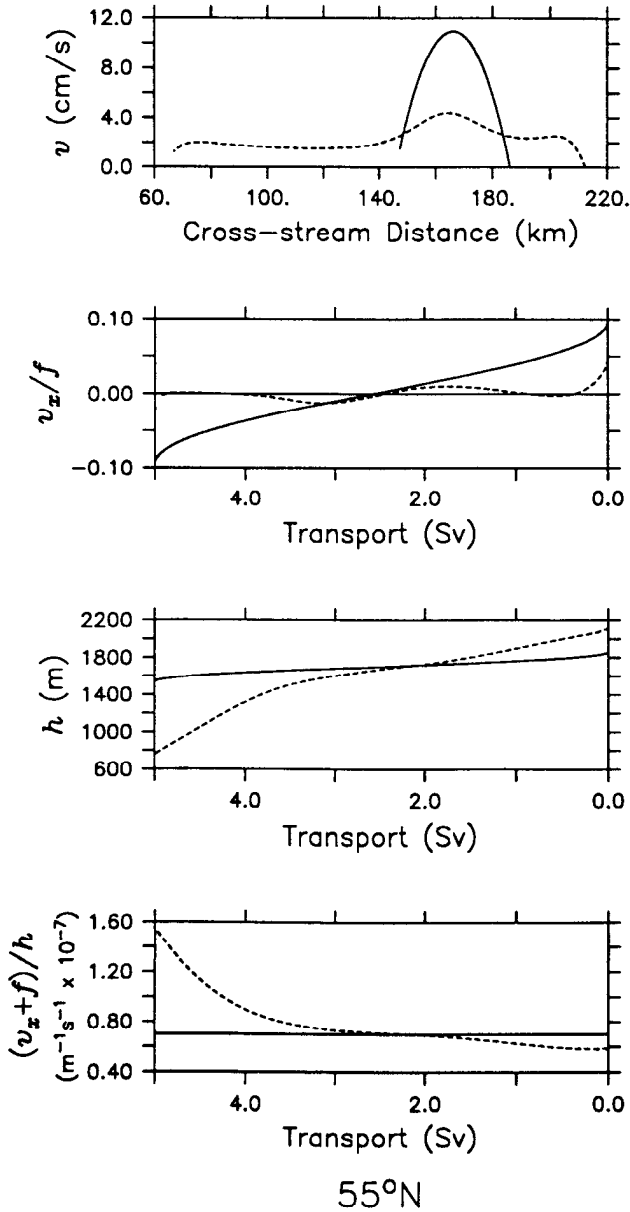 12.0
8.0
4.0
0.0
v (cm/s)
60. 100. 140. 180. 220.
Cross-stream Distance (km)
0.10
0.00
-0.10
vₓ/f
4.0 2.0 0.0
Transport (Sv)
2200
1800
1400
1000
600
h (m)
4.0 2.0 0.0
Transport (Sv)
1.60
1.20
0.80
0.40
(vₓ+f)/h
(m⁻¹s⁻¹ x 10⁻⁷)
4.0 2.0 0.0
Transport (Sv)
55°N